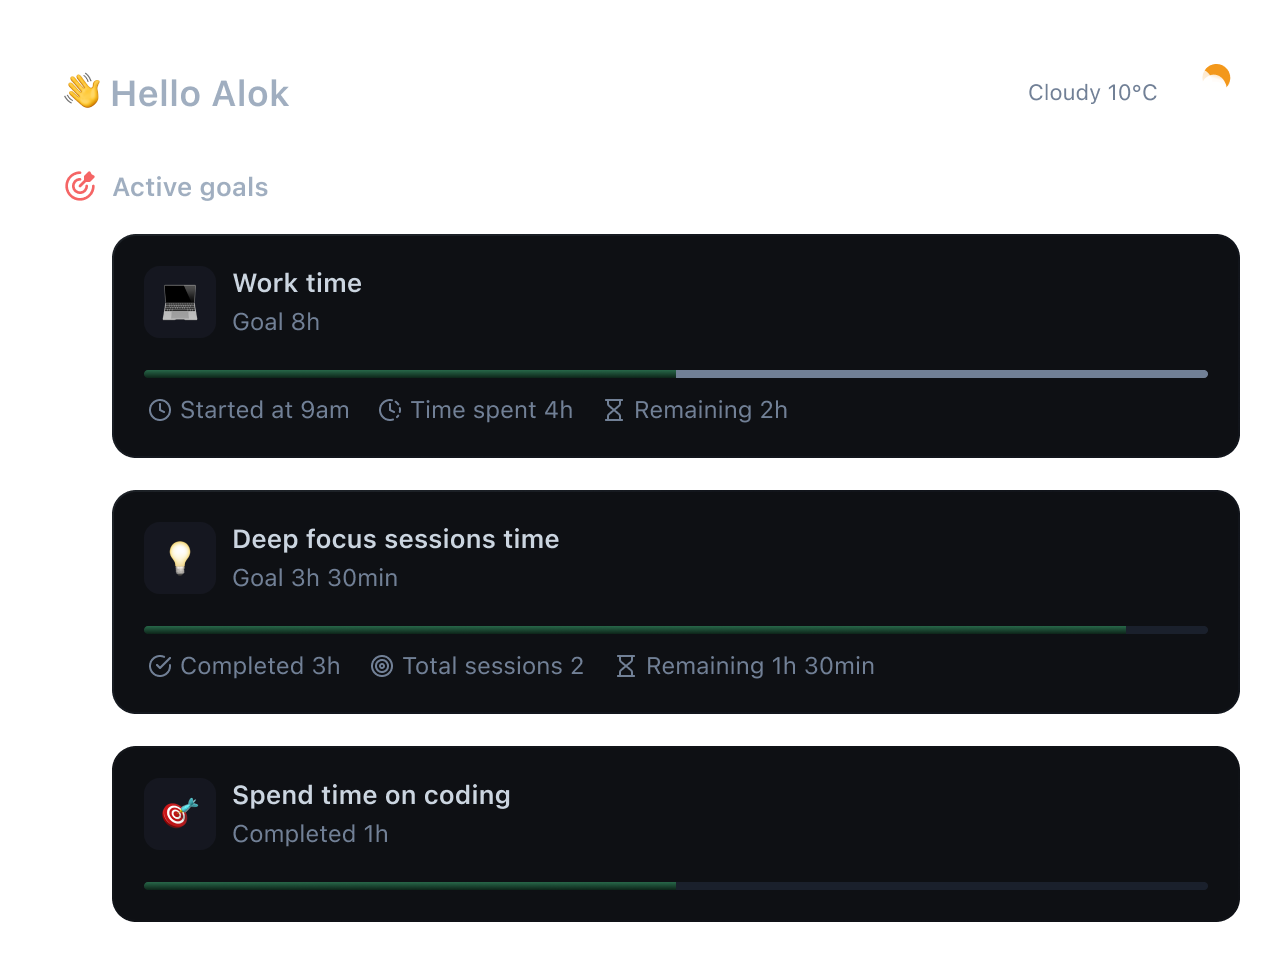 👋 Hello Alok
Cloudy 10°C
Active goals
Work time
Goal 8h
Started at 9am Time spent 4h Remaining 2h
Deep focus sessions time
Goal 3h 30min
Completed 3h Total sessions 2 Remaining 1h 30min
Spend time on coding
Completed 1h